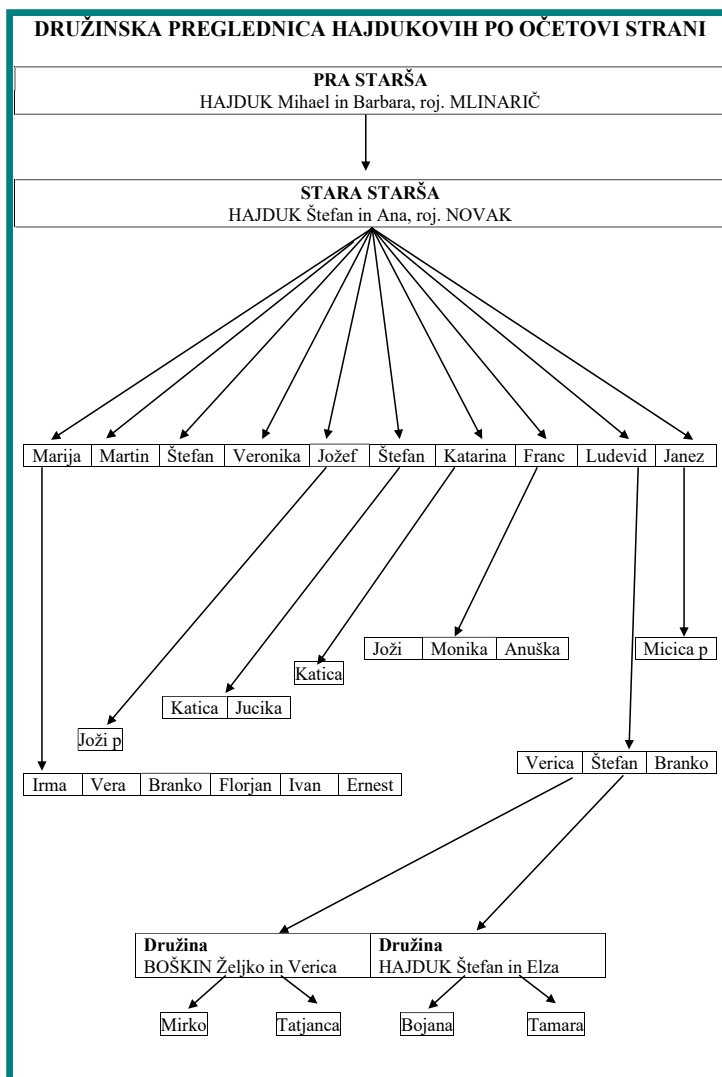 DRUŽINSKA PREGLEDNICA HAJDUKOVIH PO OČETOVI STRANI
PRA STARŠA
HAJDUK Mihael in Barbara, roj. MLINARIČ
STARA STARŠA
HAJDUK Štefan in Ana, roj. NOVAK
Marija Martin Štefan Veronika Jožef Štefan Katarina Franc Ludevid Janez
Joži Monika Anuška
Micica p
Katica
Katica Jucika
Joži p
Verica Štefan Branko
Irma Vera Branko Florjan Ivan Ernest
Družina
BOŠKIN Željko in Verica
Družina
HAJDUK Štefan in Elza
Mirko
Tatjanca
Bojana
Tamara